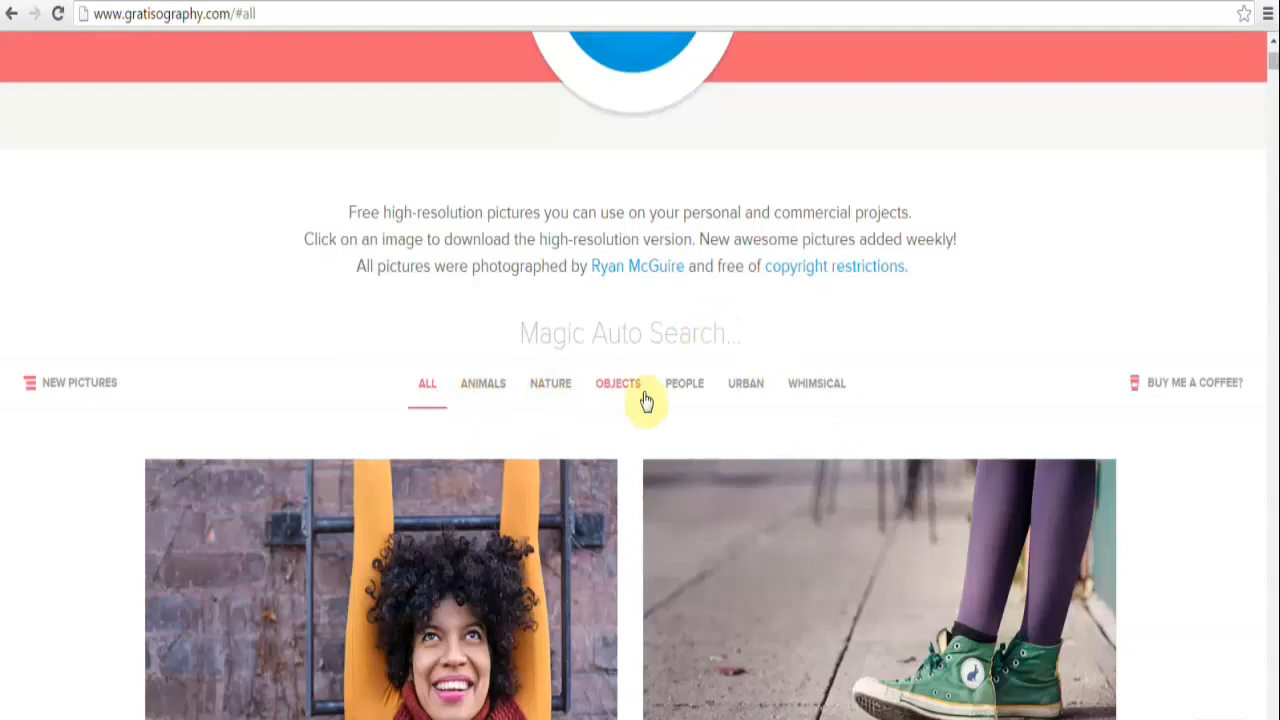 www.gratisography.com/#all
Free high-resolution pictures you can use on your personal and commercial projects.
Click on an image to download the high-resolution version. New awesome pictures added weekly!
All pictures were photographed by Ryan McGuire and free of copyright restrictions.
Magic Auto Search...
NEW PICTURES ALL ANIMALS NATURE OBJECTS PEOPLE URBAN WHIMSICAL BUY ME A COFFEE?